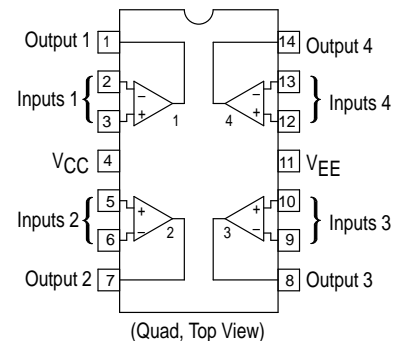 Output 1 1 14 Output 4
2 − − 13
Inputs 1 { } Inputs 4
3 + 1 4 + 12
VCC 4 11 VEE
5 + + 10
Inputs 2 { 2 3 } Inputs 3
6 − − 9
Output 2 7 8 Output 3
(Quad, Top View)